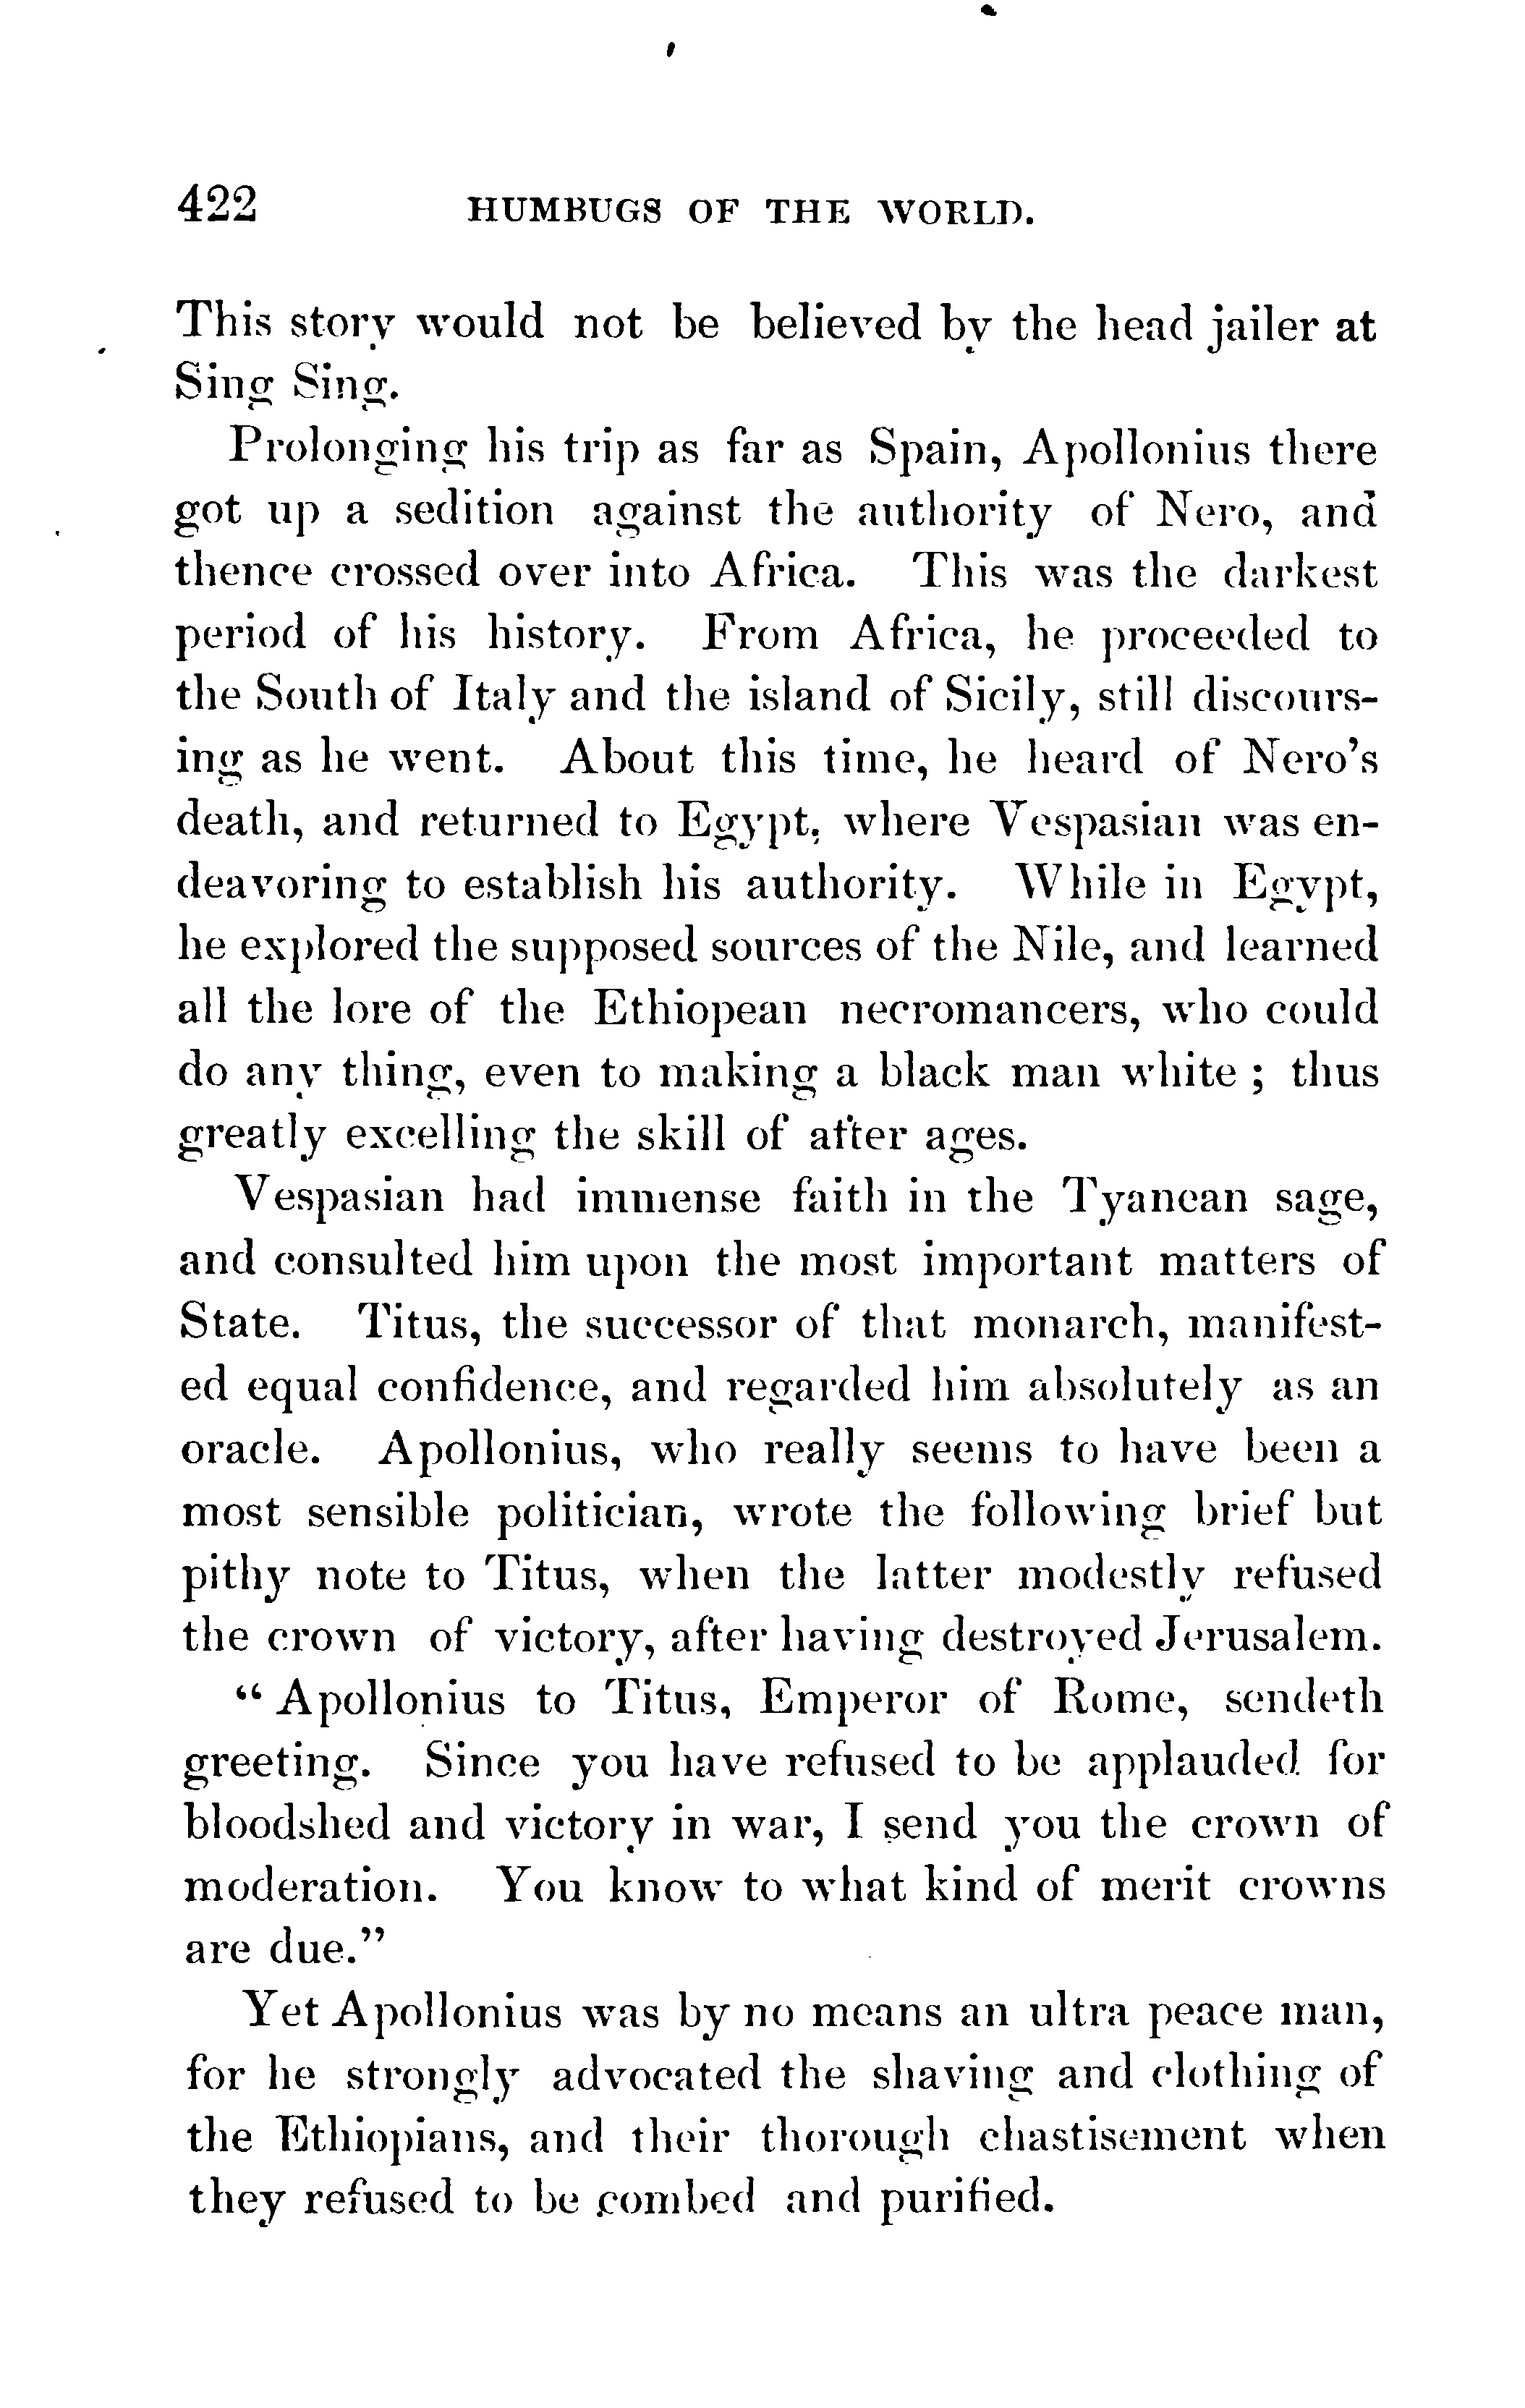 422 HUMBUGS OF THE WORLD.
This story would not be believed by the head jailer at
Sing Sing.
Prolonging his trip as far as Spain, Apollonius there
got up a sedition against the authority of Nero, and
thence crossed over into Africa. This was the darkest
period of his history. From Africa, he proceeded to
the South of Italy and the island of Sicily, still discours-
ing as he went. About this time, he heard of Nero's
death, and returned to Egypt, where Vespasian was en-
deavoring to establish his authority. While in Egypt,
he explored the supposed sources of the Nile, and learned
all the lore of the Ethiopean necromancers, who could
do any thing, even to making a black man white ; thus
greatly excelling the skill of after ages.
Vespasian had immense faith in the Tyanean sage,
and consulted him upon the most important matters of
State. Titus, the successor of that monarch, manifest-
ed equal confidence, and regarded him absolutely as an
oracle. Apollonius, who really seems to have been a
most sensible politician, wrote the following brief but
pithy note to Titus, when the latter modestly refused
the crown of victory, after having destroyed Jerusalem.
“ Apollonius to Titus, Emperor of Rome, sendeth
greeting. Since you have refused to be applauded for
bloodshed and victory in war, I send you the crown of
moderation. You know to what kind of merit crowns
are due.”
Yet Apollonius was by no means an ultra peace man,
for he strongly advocated the shaving and clothing of
the Ethiopians, and their thorough chastisement when
they refused to be combed and purified.